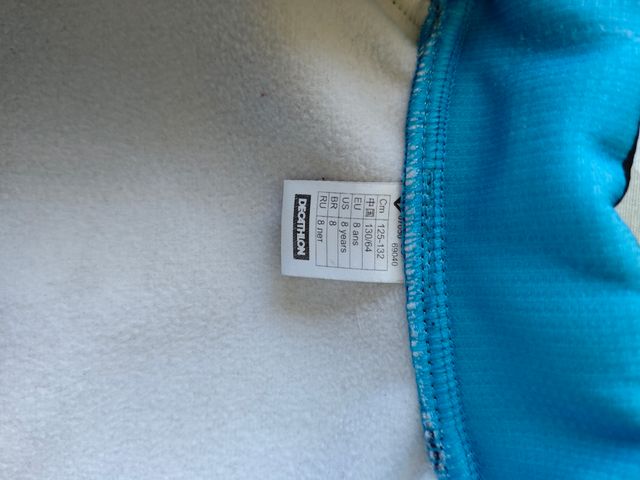 69040
Cm 125-132
中国 130/64
EU 8 ans
US 8 years
BR 8
RU 8 лет
DECATHLON